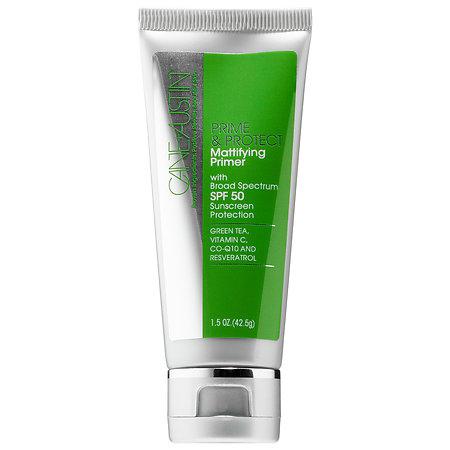 CANE+AUSTIN
PRIME
& PROTECT
Mattifying
Primer
with
Broad Spectrum
SPF 50
Sunscreen
Protection
GREEN TEA,
VITAMIN C,
CO-Q10 AND
RESVERATROL
1.5 OZ.(42.5g)